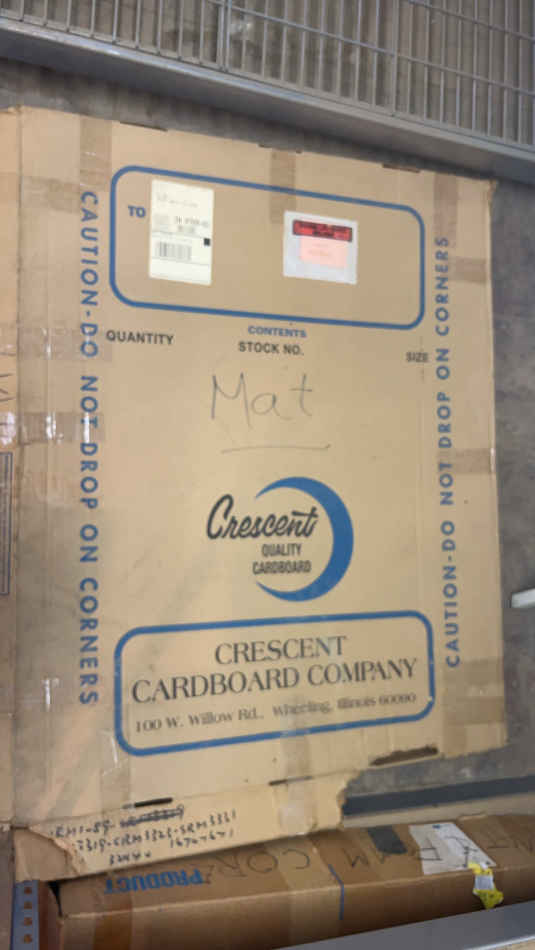 TO
CAUTION-DO NOT DROP ON CORNERS
QUANTITY
CONTENTS
STOCK NO.
SIZE
Mat
Crescent
QUALITY
CARDBOARD
CRESCENT
CARDBOARD COMPANY
100 W. Willow Rd., Wheeling, Illinois 60090
CAUTION-DO NOT DROP ON CORNERS
PRODUCT